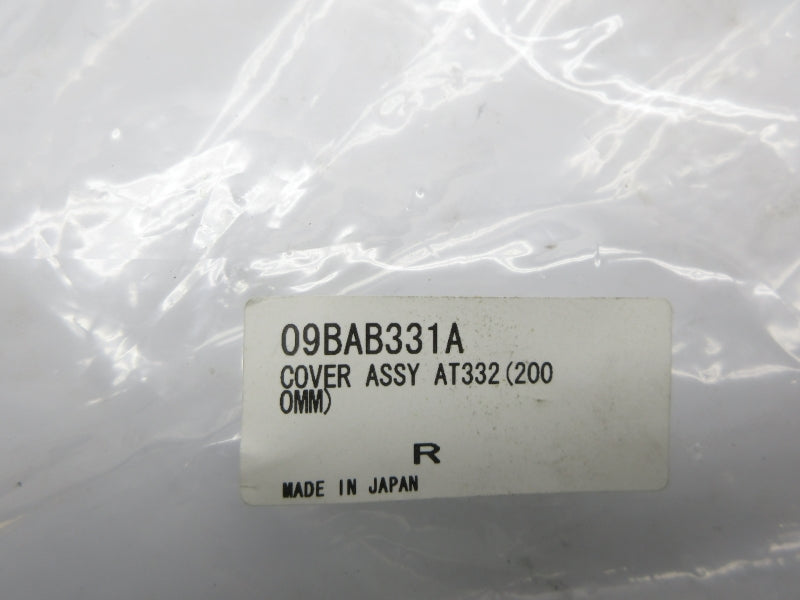 09BAB331A
COVER ASSY AT332(200
0MM)
R
MADE IN JAPAN